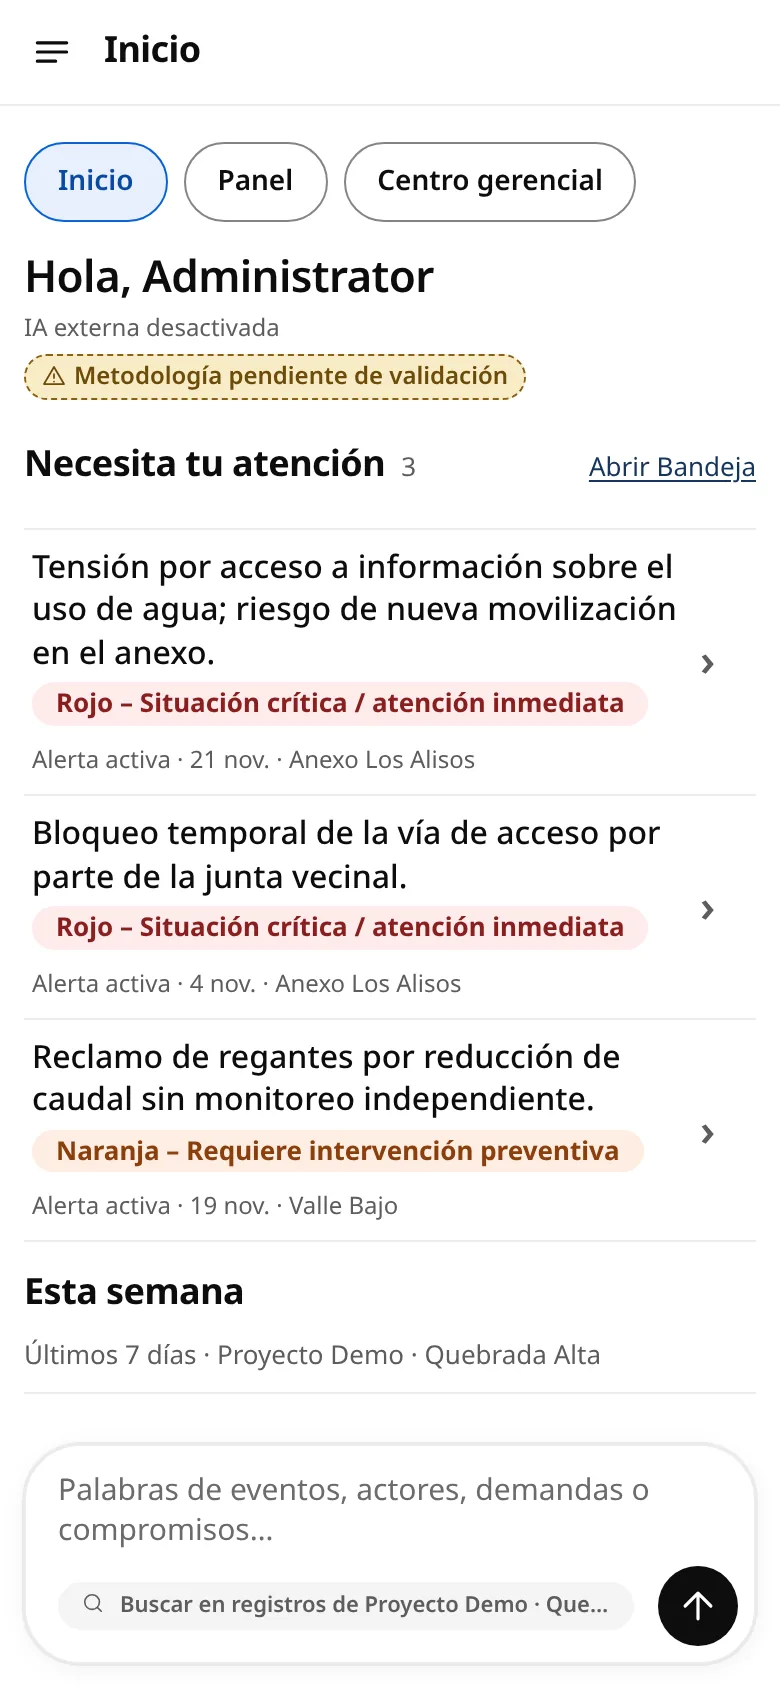 Inicio
Inicio
Panel
Centro gerencial
Hola, Administrator
IA externa desactivada
Metodología pendiente de validación
Necesita tu atención 3
Abrir Bandeja
Tensión por acceso a información sobre el
uso de agua; riesgo de nueva movilización
en el anexo.
Rojo – Situación crítica / atención inmediata
Alerta activa · 21 nov. · Anexo Los Alisos
Bloqueo temporal de la vía de acceso por
parte de la junta vecinal.
Rojo – Situación crítica / atención inmediata
Alerta activa · 4 nov. · Anexo Los Alisos
Reclamo de regantes por reducción de
caudal sin monitoreo independiente.
Naranja – Requiere intervención preventiva
Alerta activa · 19 nov. · Valle Bajo
Esta semana
Últimos 7 días · Proyecto Demo · Quebrada Alta
Palabras de eventos, actores, demandas o
compromisos...
Buscar en registros de Proyecto Demo · Que...